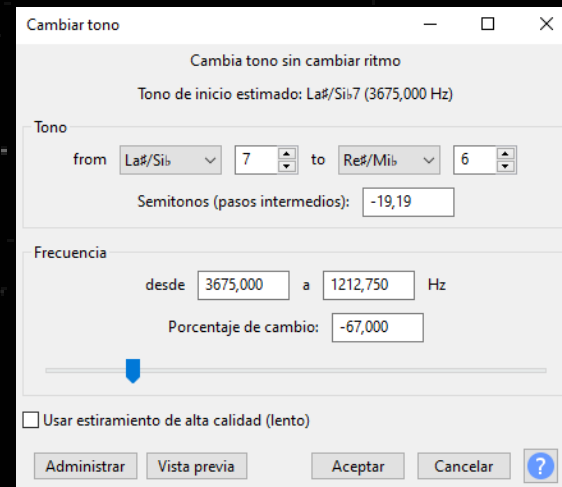 Cambiar tono
Cambia tono sin cambiar ritmo
Tono de inicio estimado: La♯/Si♭7 (3675,000 Hz)
Tono
from La♯/Si♭ 7 to Re♯/Mi♭ 6
Semitonos (pasos intermedios): -19,19
Frecuencia
desde 3675,000 a 1212,750 Hz
Porcentaje de cambio: -67,000
Usar estiramiento de alta calidad (lento)
Administrar Vista previa Aceptar Cancelar ?